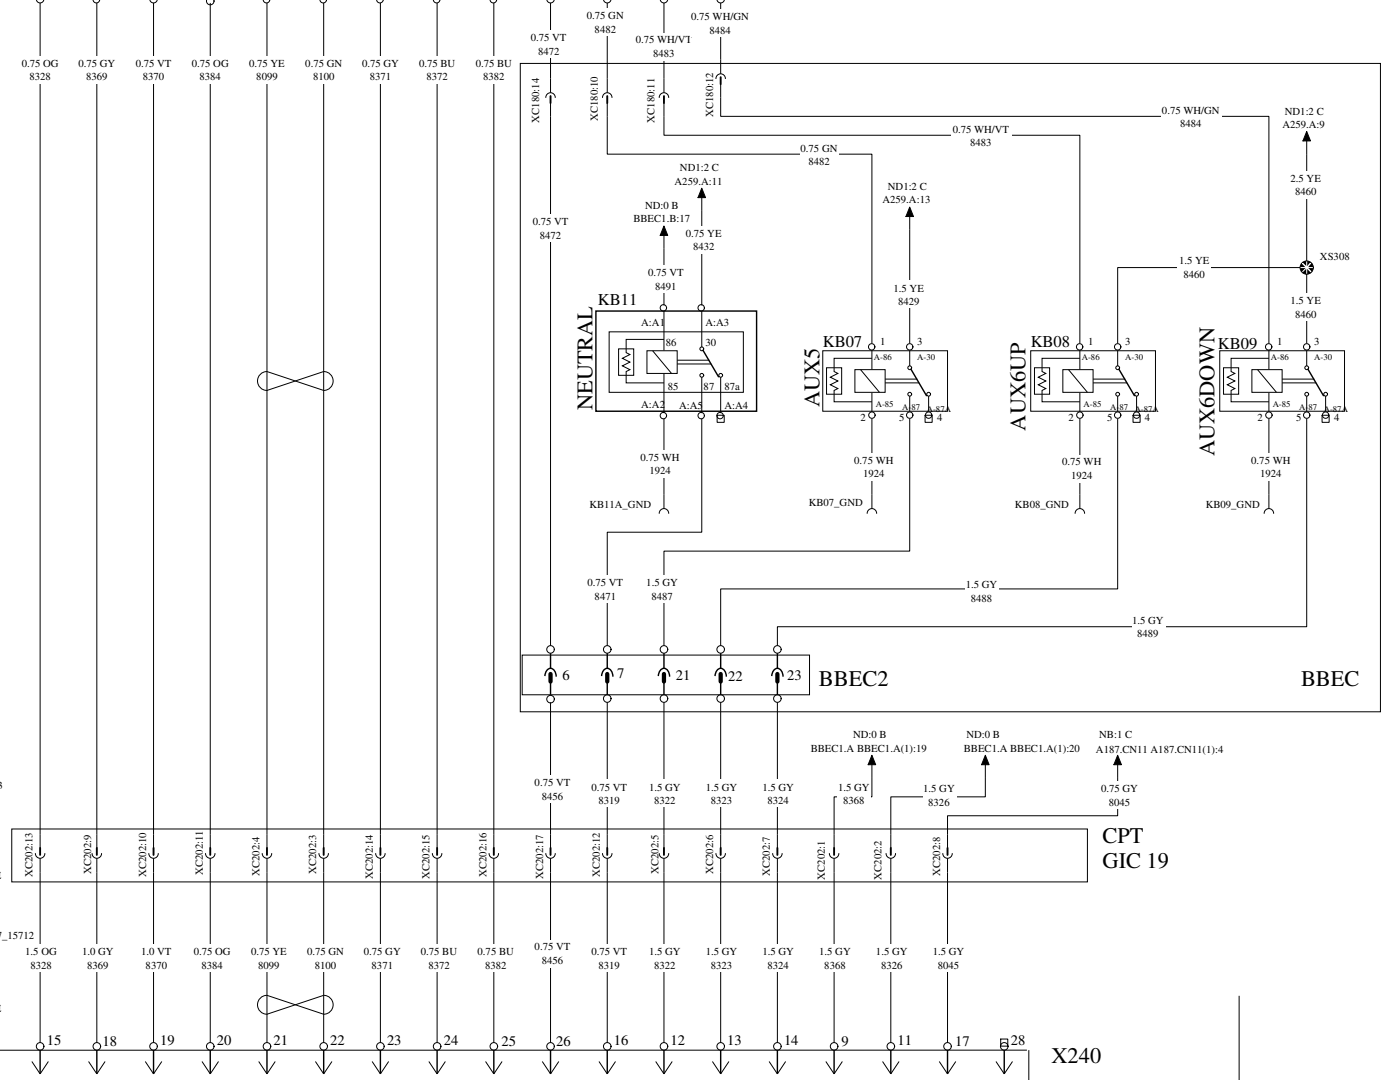 0.75 GN
8482
0.75 WH/GN
8484
0.75 VT
8472
0.75 WH/VT
8483
0.75 OG
8328
0.75 GY
8369
0.75 VT
8370
0.75 OG
8384
0.75 YE
8099
0.75 GN
8100
0.75 GY
8371
0.75 BU
8372
0.75 BU
8382
XC180:14
XC180:10
XC180:11
XC180:12
0.75 WH/GN
8484
ND1:2 C
A259.A:9
0.75 WH/VT
8483
0.75 GN
8482
ND1:2 C
A259.A:11
ND1:2 C
A259.A:13
2.5 YE
8460
ND:0 B
BBEC1.B:17
0.75 VT
8472
0.75 YE
8432
XS308
1.5 YE
8460
0.75 VT
8491
1.5 YE
8429
1.5 YE
8460
NEUTRAL
KB11
A:A1
A:A3
86
30
85
87
87a
A:A2
A:A5
A:A4
AUX5
KB07
1
3
A-86
A-30
A-85
A-87
A-87A
2
5
4
AUX6UP
KB08
1
3
A-86
A-30
A-85
A-87
A-87A
2
5
4
AUX6DOWN
KB09
1
3
A-86
A-30
A-85
A-87
A-87A
2
5
4
0.75 WH
1924
0.75 WH
1924
0.75 WH
1924
0.75 WH
1924
KB11A_GND
KB07_GND
KB08_GND
KB09_GND
0.75 VT
8471
1.5 GY
8487
1.5 GY
8488
1.5 GY
8489
6
7
21
22
23
BBEC2
BBEC
ND:0 B
BBEC1.A BBEC1.A(1):19
ND:0 B
BBEC1.A BBEC1.A(1):20
NB:1 C
A187.CN11 A187.CN11(1):4
0.75 VT
8456
0.75 VT
8319
1.5 GY
8322
1.5 GY
8323
1.5 GY
8324
1.5 GY
8368
1.5 GY
8326
0.75 GY
8045
XC202:13
XC202:9
XC202:10
XC202:11
XC202:4
XC202:3
XC202:14
XC202:15
XC202:16
XC202:17
XC202:12
XC202:5
XC202:6
XC202:7
XC202:1
XC202:2
XC202:8
CPT
GIC 19
_15712
1.5 OG
8328
1.0 GY
8369
1.0 VT
8370
0.75 OG
8384
0.75 YE
8099
0.75 GN
8100
0.75 GY
8371
0.75 BU
8372
0.75 BU
8382
0.75 VT
8456
0.75 VT
8319
1.5 GY
8322
1.5 GY
8323
1.5 GY
8324
1.5 GY
8368
1.5 GY
8326
1.5 GY
8045
15
18
19
20
21
22
23
24
25
26
16
12
13
14
9
11
17
28
X240